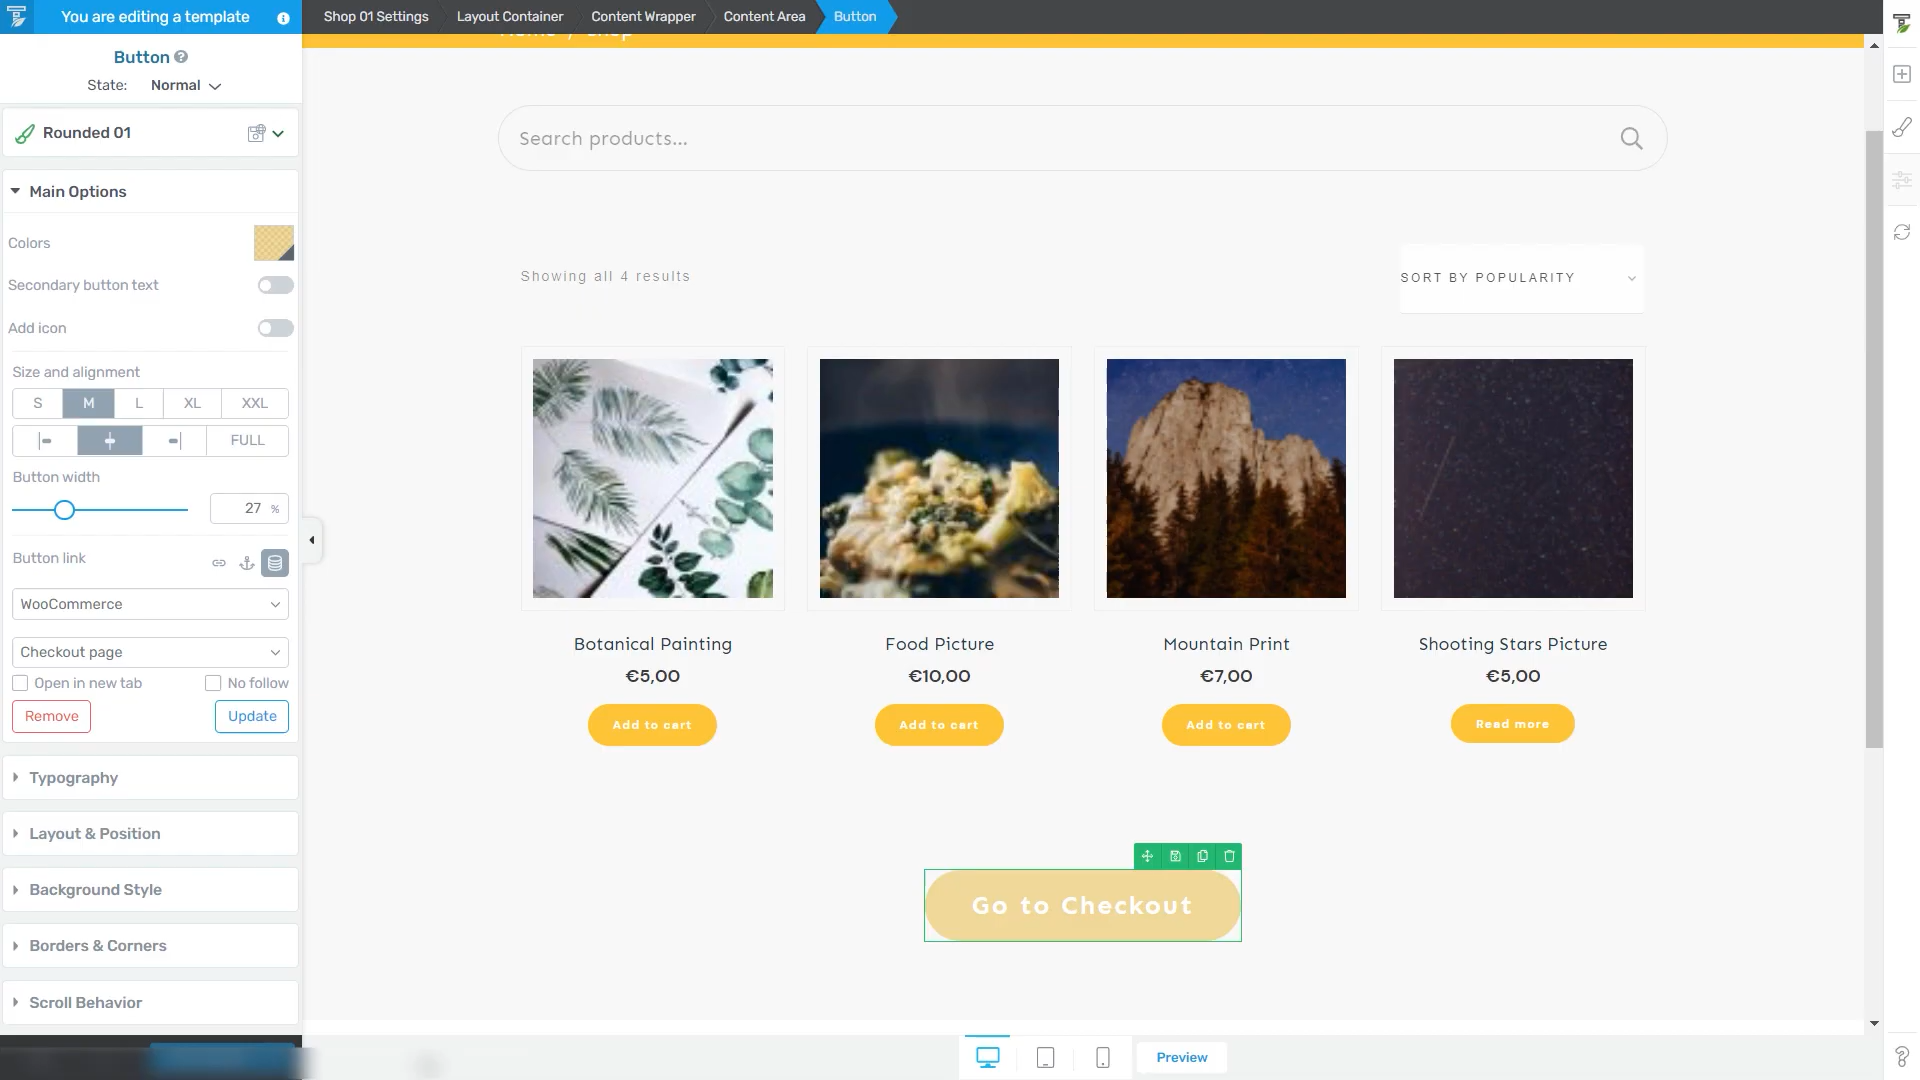 You are editing a template
Shop 01 Settings
Layout Container
Content Wrapper
Content Area
Button
Home / Shop
Button
State:
Normal
Rounded 01
Main Options
Colors
Secondary button text
Add icon
Size and alignment
S
M
L
XL
XXL
FULL
Button width
27 %
Button link
WooCommerce
Checkout page
Open in new tab
No follow
Remove
Update
Typography
Layout & Position
Background Style
Borders & Corners
Scroll Behavior
Search products...
Showing all 4 results
SORT BY POPULARITY
Botanical Painting
€5,00
Add to cart
Food Picture
€10,00
Add to cart
Mountain Print
€7,00
Add to cart
Shooting Stars Picture
€5,00
Read more
Go to Checkout
Preview